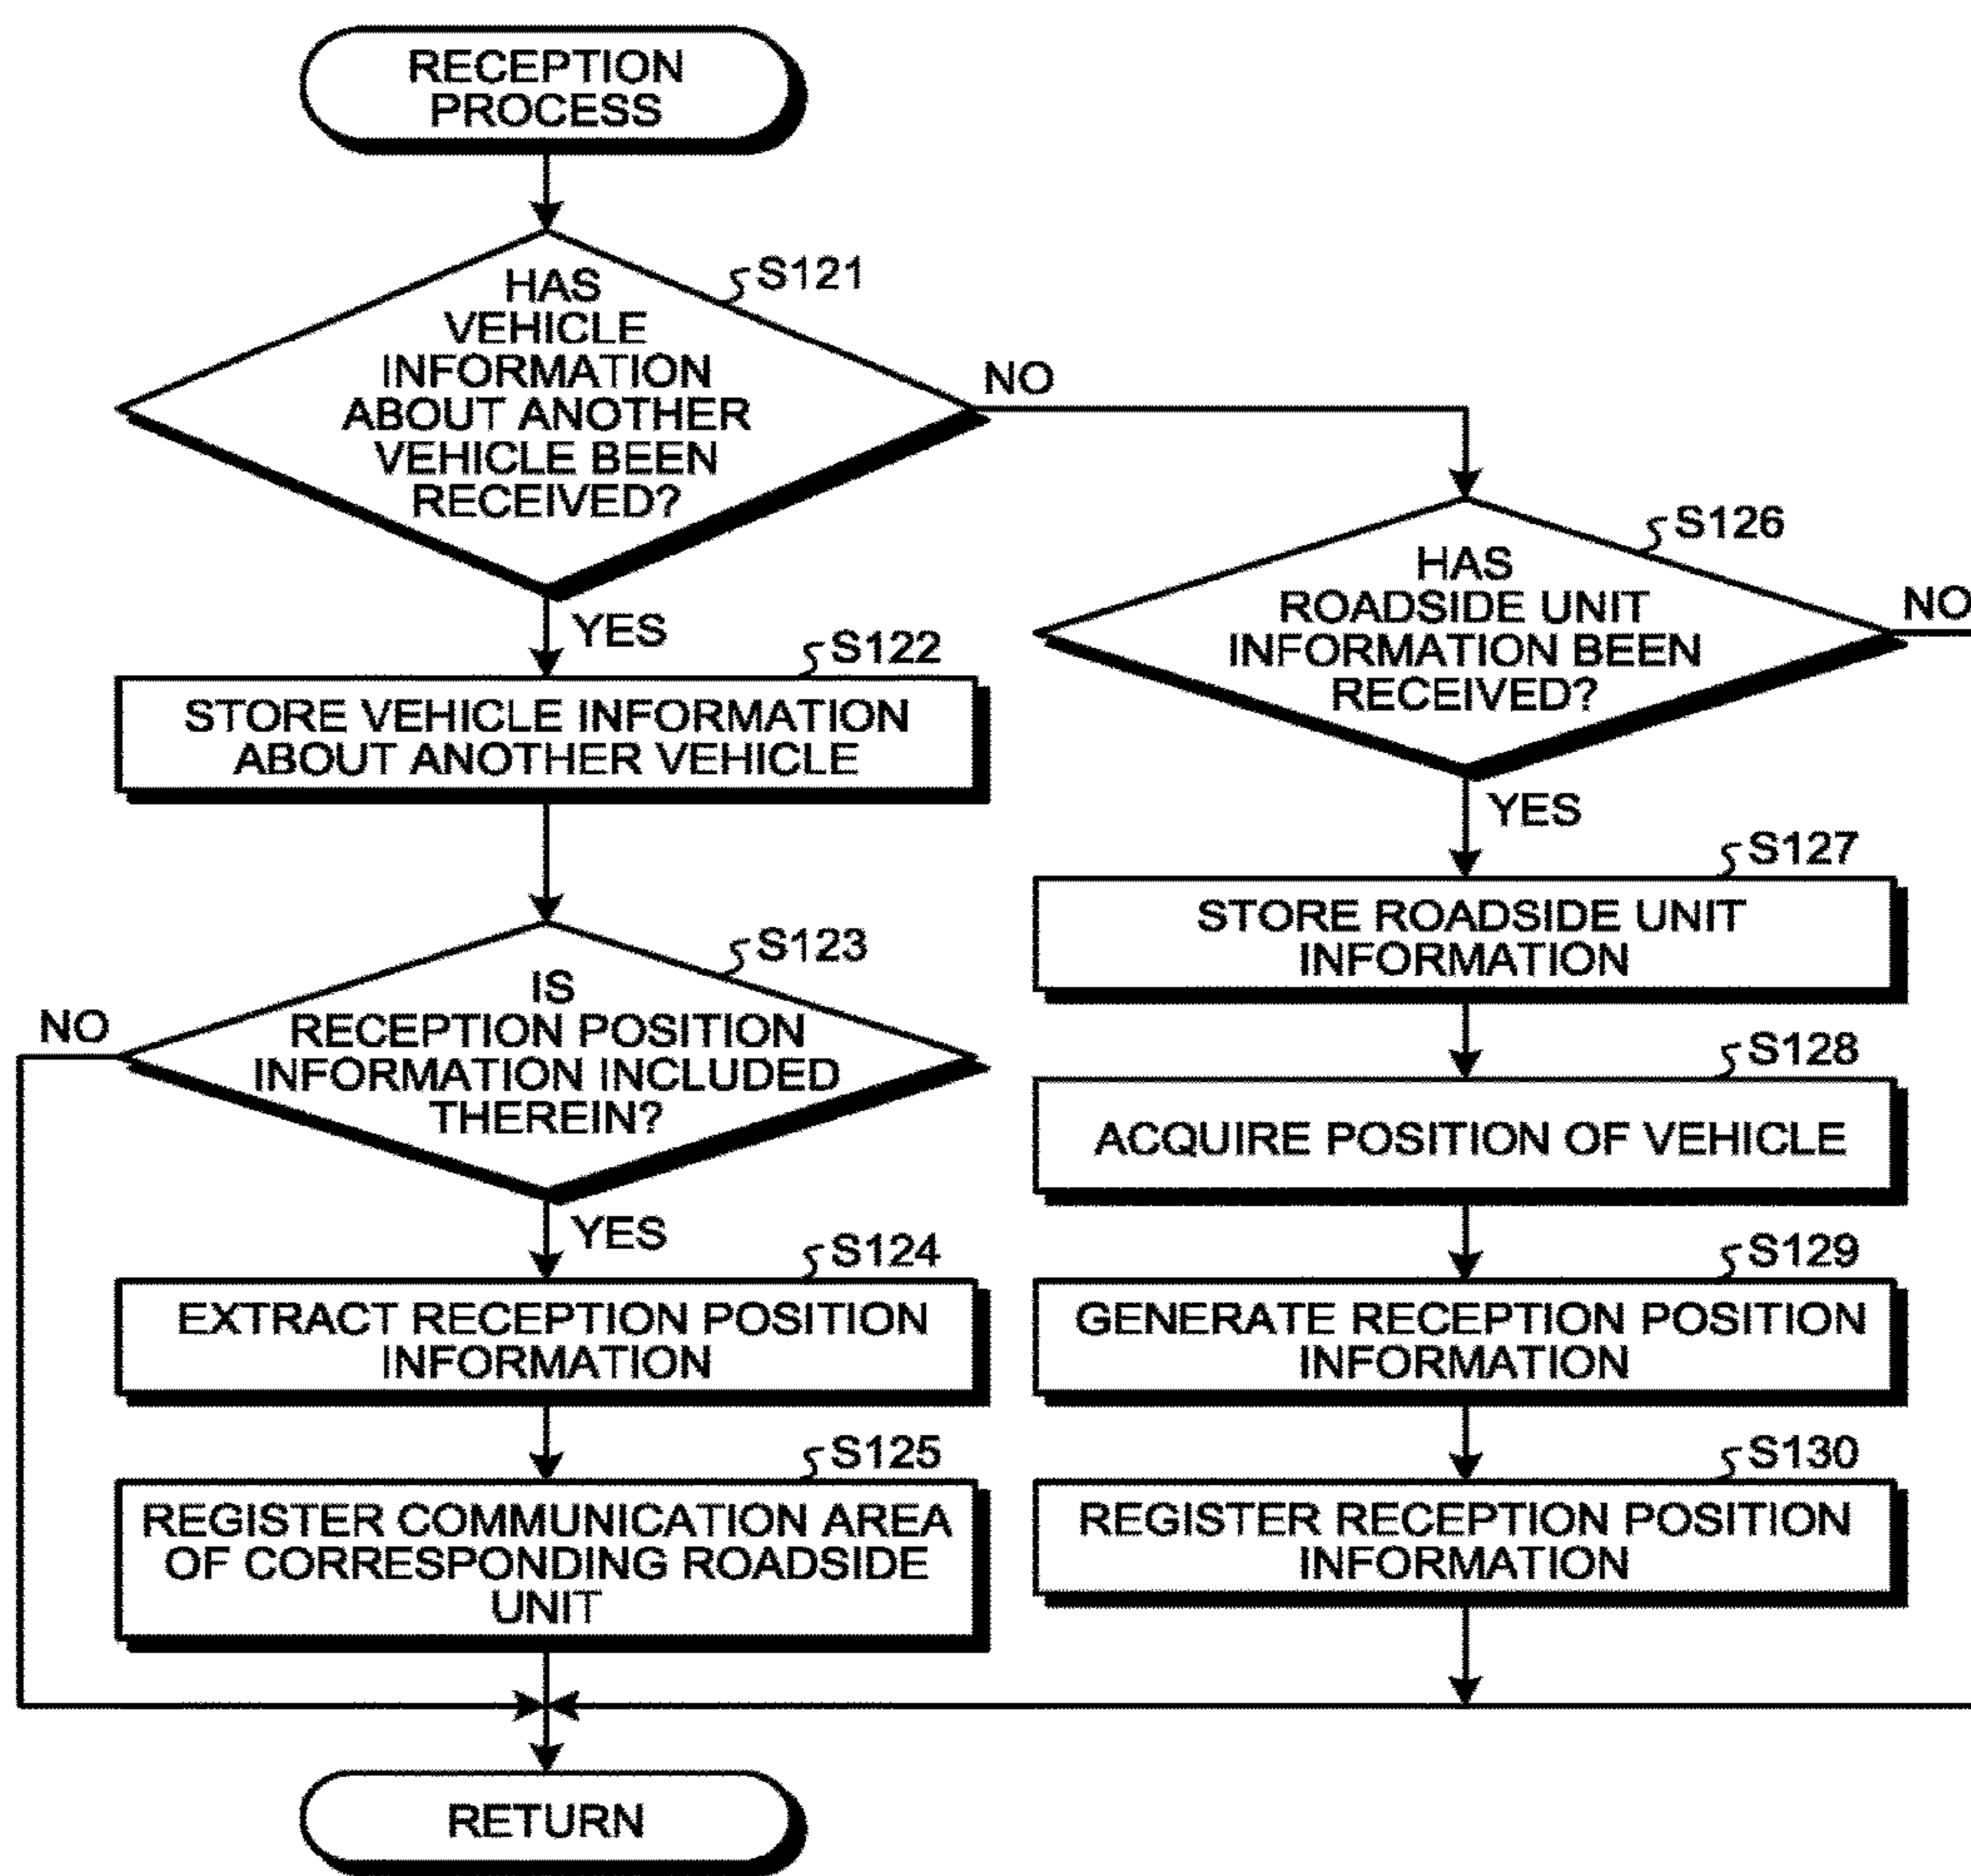 RECEPTION
PROCESS
S121
HAS
VEHICLE
INFORMATION
ABOUT ANOTHER
VEHICLE BEEN
RECEIVED?
NO
YES
S122
STORE VEHICLE INFORMATION
ABOUT ANOTHER VEHICLE
S123
IS
RECEPTION POSITION
INFORMATION INCLUDED
THEREIN?
NO
YES
S124
EXTRACT RECEPTION POSITION
INFORMATION
S125
REGISTER COMMUNICATION AREA
OF CORRESPONDING ROADSIDE
UNIT
S126
HAS
ROADSIDE UNIT
INFORMATION BEEN
RECEIVED?
NO
YES
S127
STORE ROADSIDE UNIT
INFORMATION
S128
ACQUIRE POSITION OF VEHICLE
S129
GENERATE RECEPTION POSITION
INFORMATION
S130
REGISTER RECEPTION POSITION
INFORMATION
RETURN